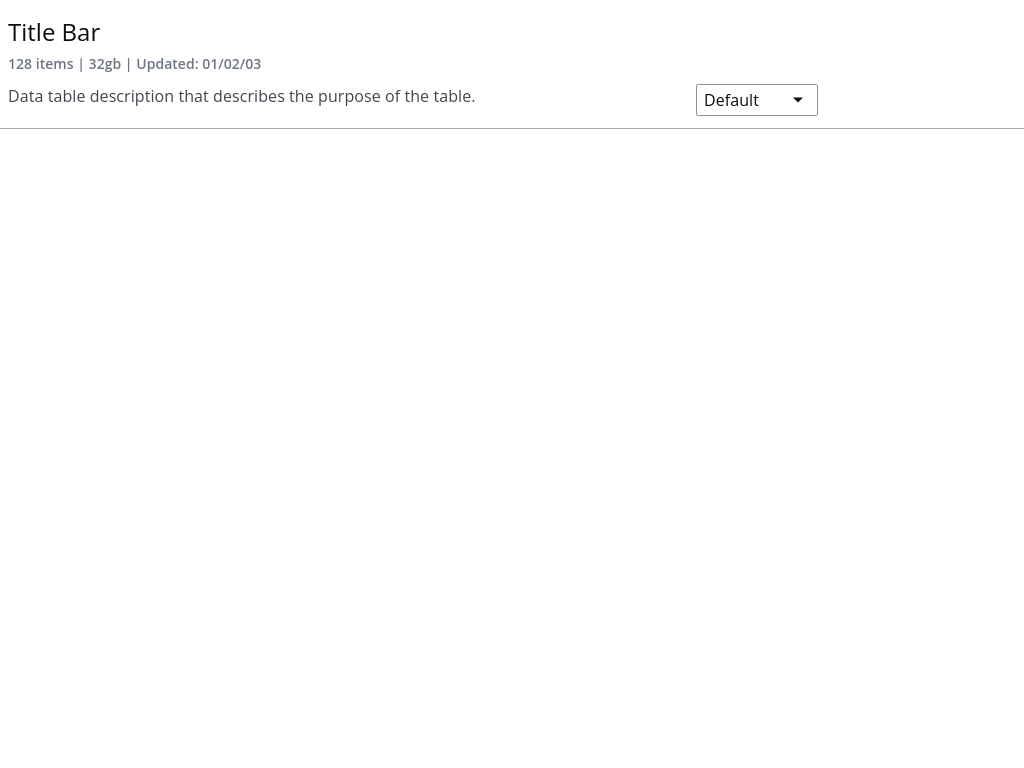 Title Bar
128 items | 32gb | Updated: 01/02/03
Data table description that describes the purpose of the table.
Default